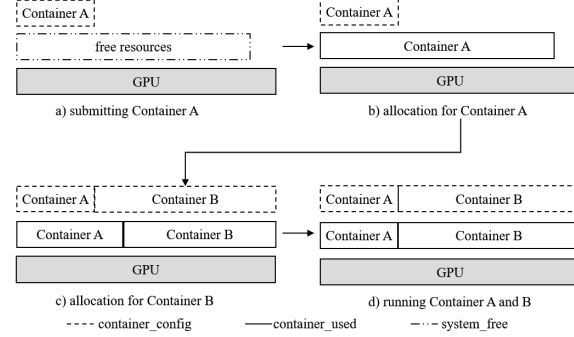 Container A
free resources
GPU
a) submitting Container A
Container A
Container A
GPU
b) allocation for Container A
Container A Container B
Container A Container B
GPU
c) allocation for Container B
Container A Container B
Container A Container B
GPU
d) running Container A and B
container_config container_used system_free